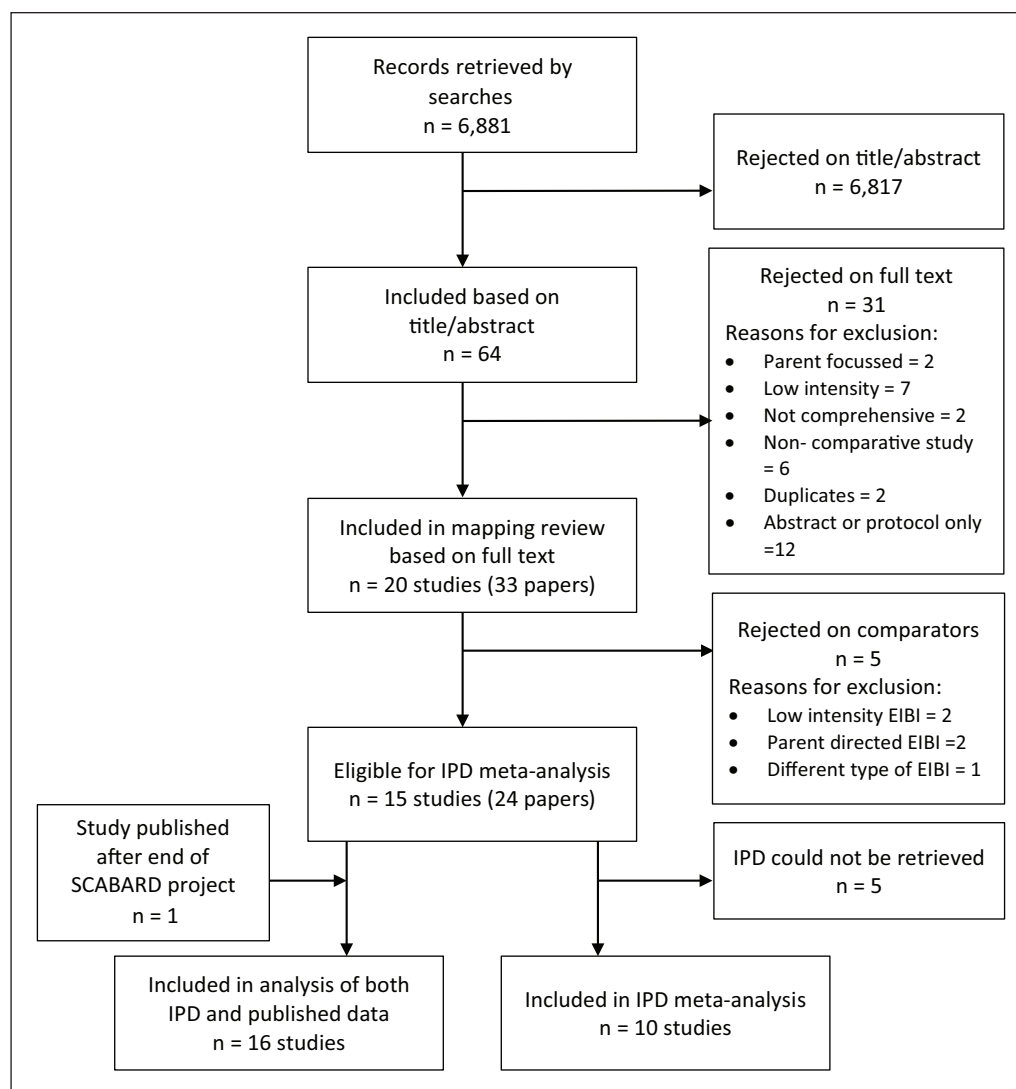 Records retrieved by
searches
n = 6,881
Rejected on title/abstract
n = 6,817
Included based on
title/abstract
n = 64
Rejected on full text
n = 31
Reasons for exclusion:
• Parent focussed = 2
• Low intensity = 7
• Not comprehensive = 2
• Non- comparative study
= 6
• Duplicates = 2
• Abstract or protocol only
=12
Included in mapping review
based on full text
n = 20 studies (33 papers)
Rejected on comparators
n = 5
Reasons for exclusion:
• Low intensity EIBI = 2
• Parent directed EIBI =2
• Different type of EIBI = 1
Eligible for IPD meta-analysis
n = 15 studies (24 papers)
Study published
after end of
SCABARD project
n = 1
IPD could not be retrieved
n = 5
Included in analysis of both
IPD and published data
n = 16 studies
Included in IPD meta-analysis
n = 10 studies